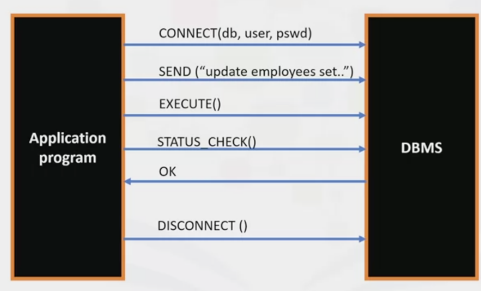 CONNECT(db, user, pswd)
SEND (“update employees set..”)
EXECUTE()
Application
program
STATUS_CHECK()
DBMS
OK
DISCONNECT ()